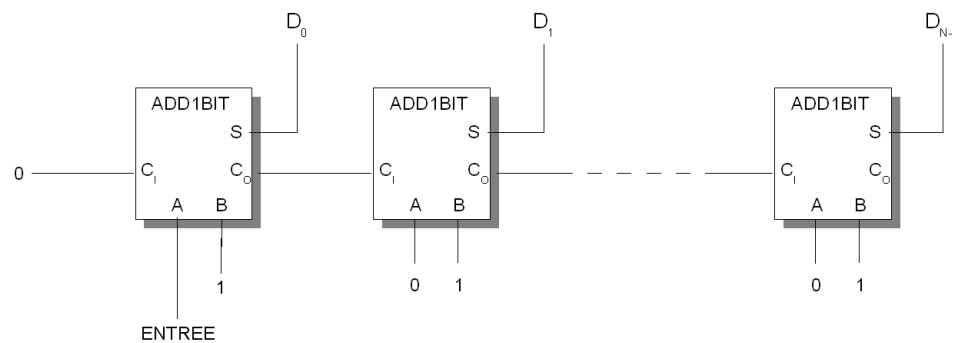 D0 D1 DN-
ADD1BIT ADD1BIT ADD1BIT
S S S
0 CI CO CI CO CI CO
A B A B A B
1 0 1 0 1
ENTREE